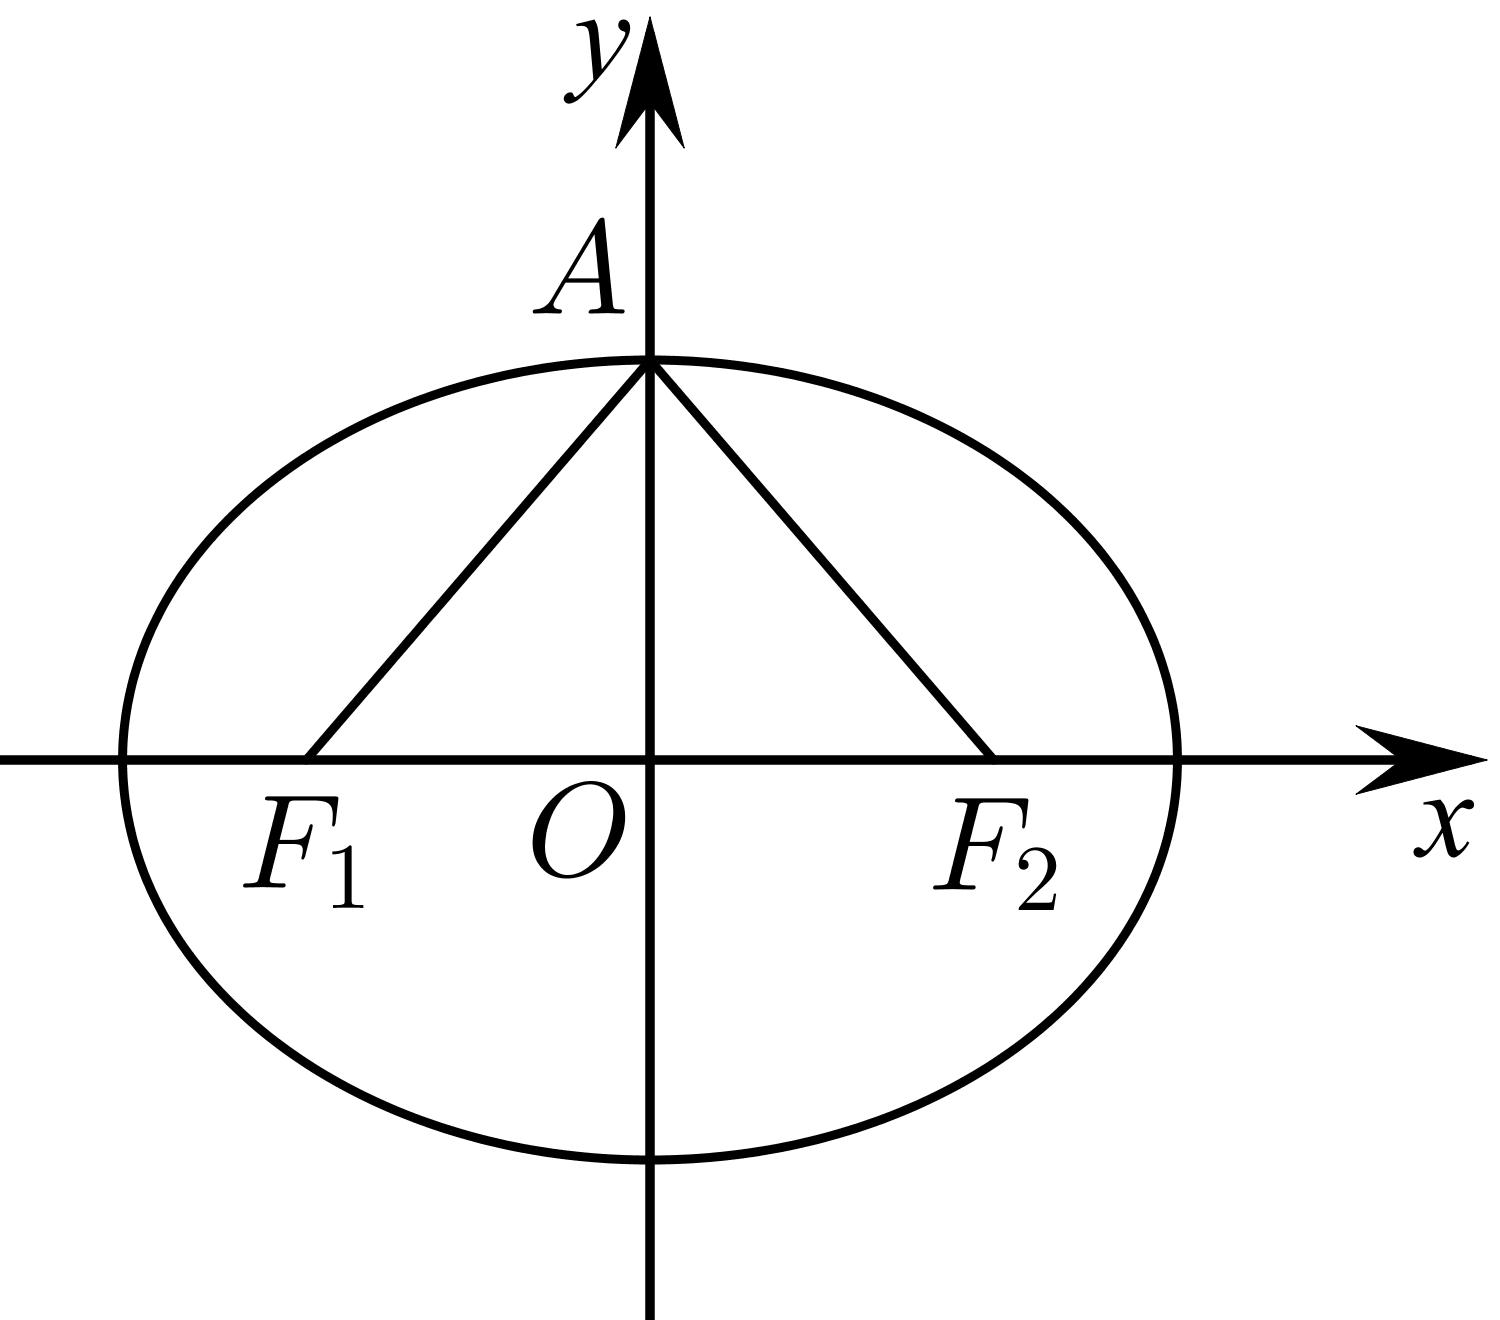 y
A
F₁ O F₂ x